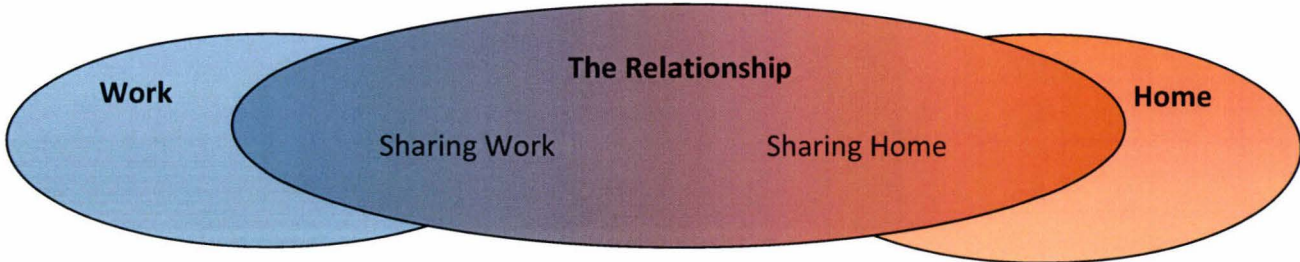 The Relationship
Work
Home
Sharing Work
Sharing Home